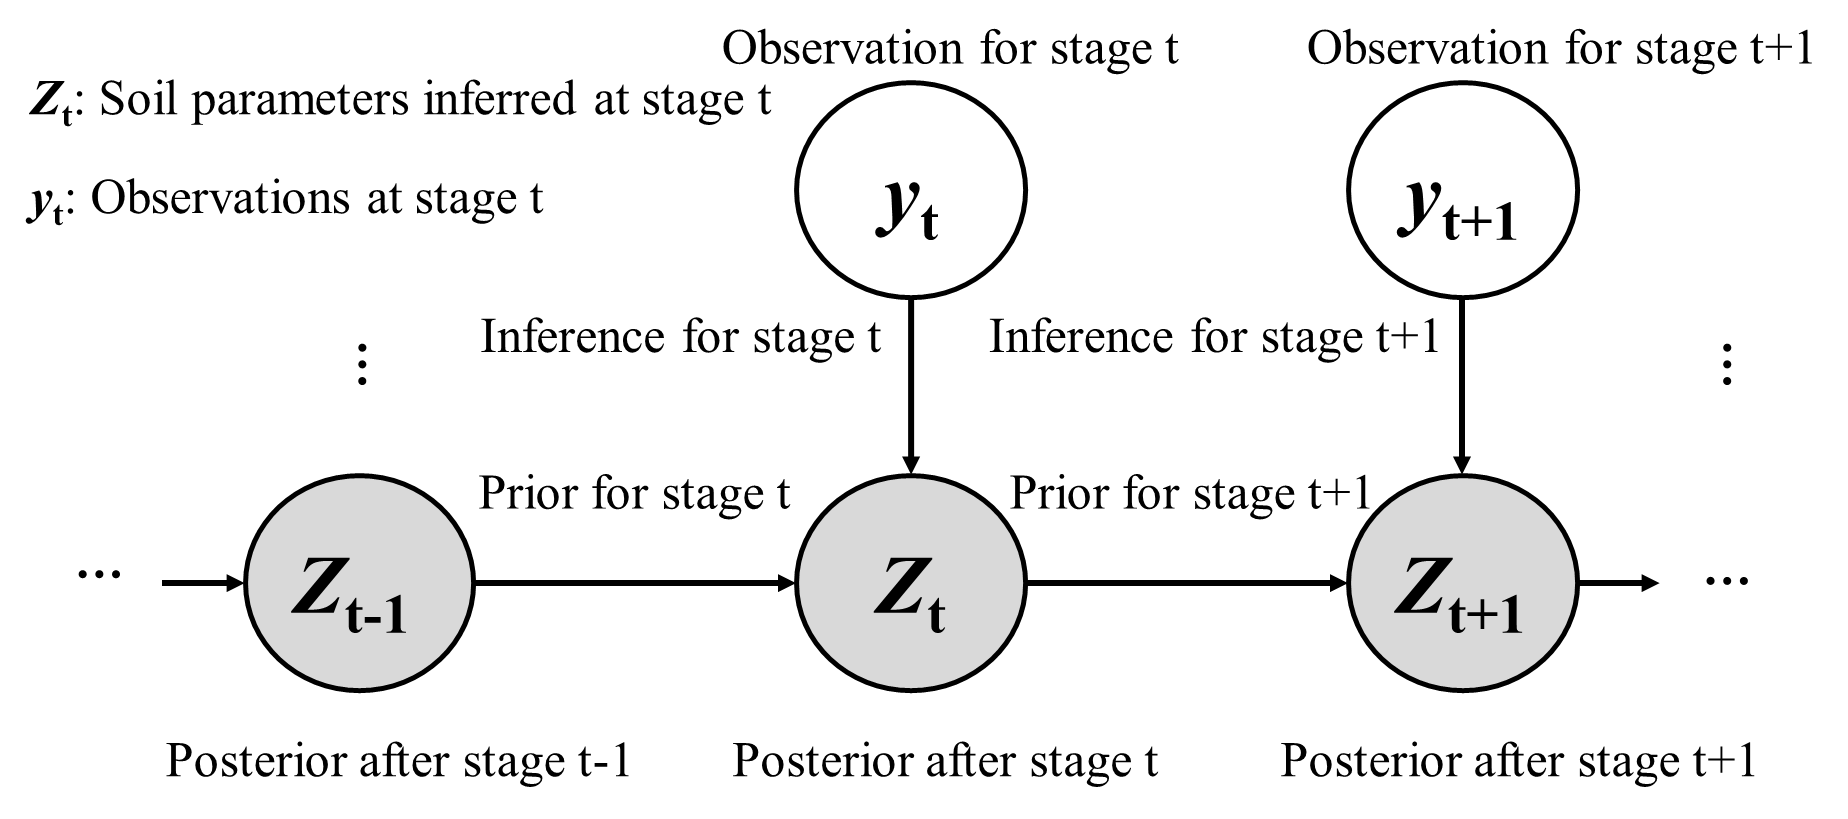 Observation for stage t
Observation for stage t+1
Zt: Soil parameters inferred at stage t
yt: Observations at stage t
yt
yt+1
Inference for stage t
Inference for stage t+1
⋮
⋮
Prior for stage t
Prior for stage t+1
...
Zt-1
Zt
Zt+1
...
Posterior after stage t-1
Posterior after stage t
Posterior after stage t+1